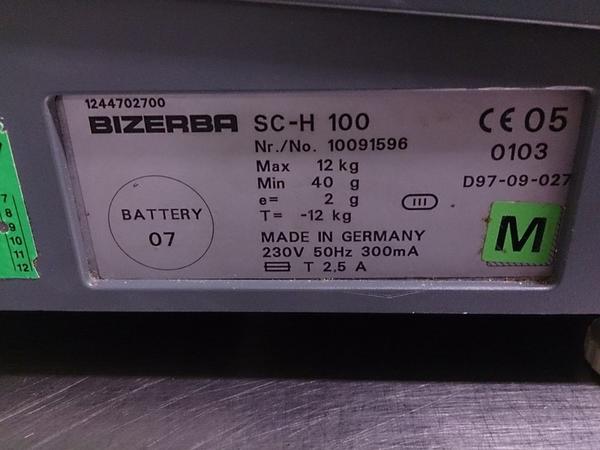 1244702700
BIZERBA SC-H 100
Nr./No. 10091596
Max 12 kg
Min 40 g
e= 2 g
T= -12 kg
MADE IN GERMANY
230V 50Hz 300mA
T 2,5 A
BATTERY
07
III
CE 05
0103
D97-09-027
M
7
8
9
10
11
12